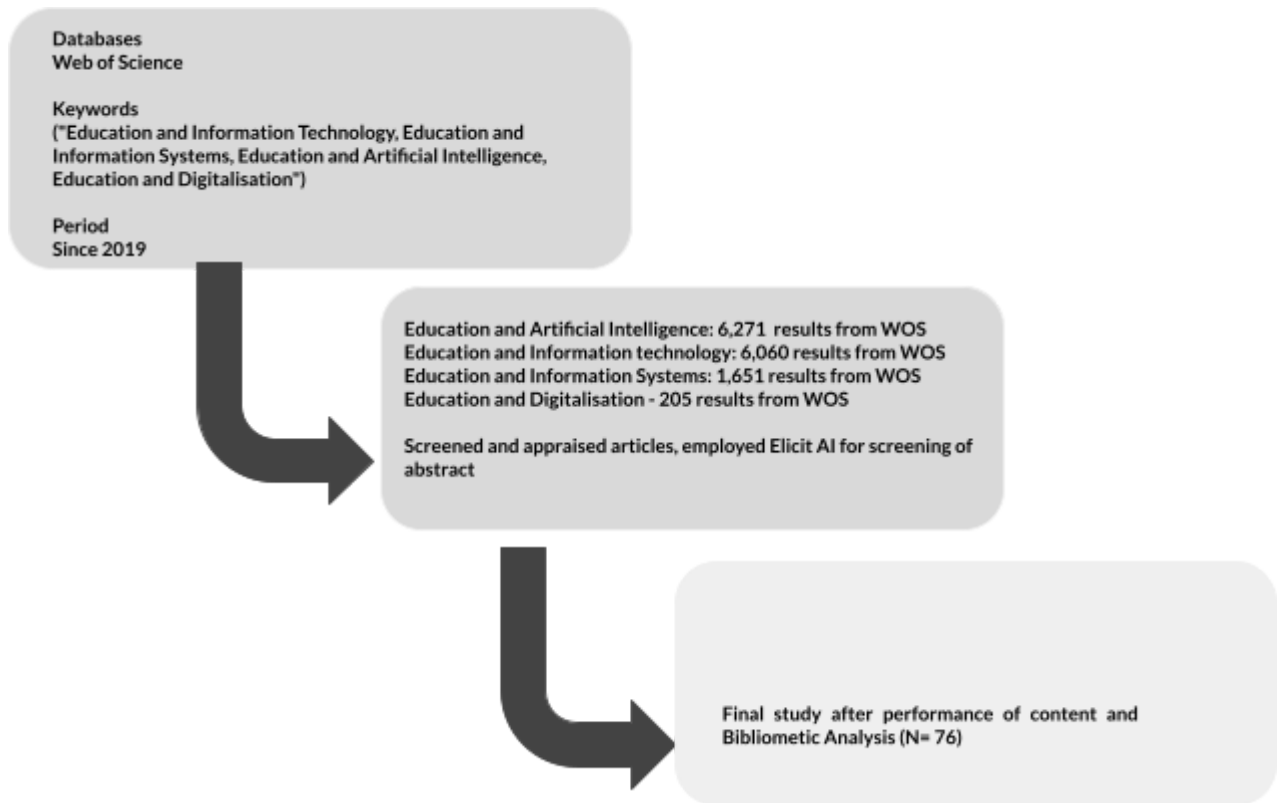 Databases
Web of Science
Keywords
("Education and Information Technology, Education and
Information Systems, Education and Artificial Intelligence,
Education and Digitalisation")
Period
Since 2019
Education and Artificial Intelligence: 6,271 results from WOS
Education and Information technology: 6,060 results from WOS
Education and Information Systems: 1,651 results from WOS
Education and Digitalisation - 205 results from WOS
Screened and appraised articles, employed Elicit AI for screening of
abstract
Final study after performance of content and
Bibliometic Analysis (N= 76)